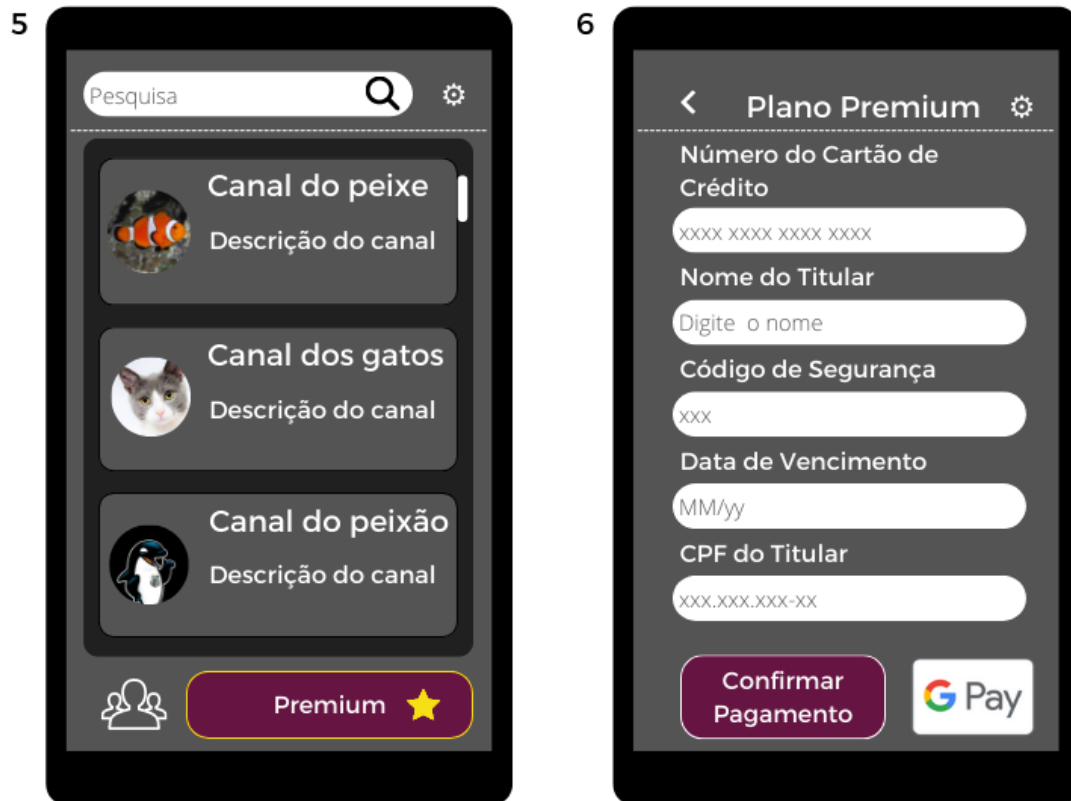 5
Pesquisa
Canal do peixe
Descrição do canal
Canal dos gatos
Descrição do canal
Canal do peixão
Descrição do canal
Premium
6
Plano Premium
Número do Cartão de
Crédito
xxxx xxxx xxxx xxxx
Nome do Titular
Digite o nome
Código de Segurança
xxx
Data de Vencimento
MM/yy
CPF do Titular
xxx.xxx.xxx-xx
Confirmar
Pagamento
G Pay